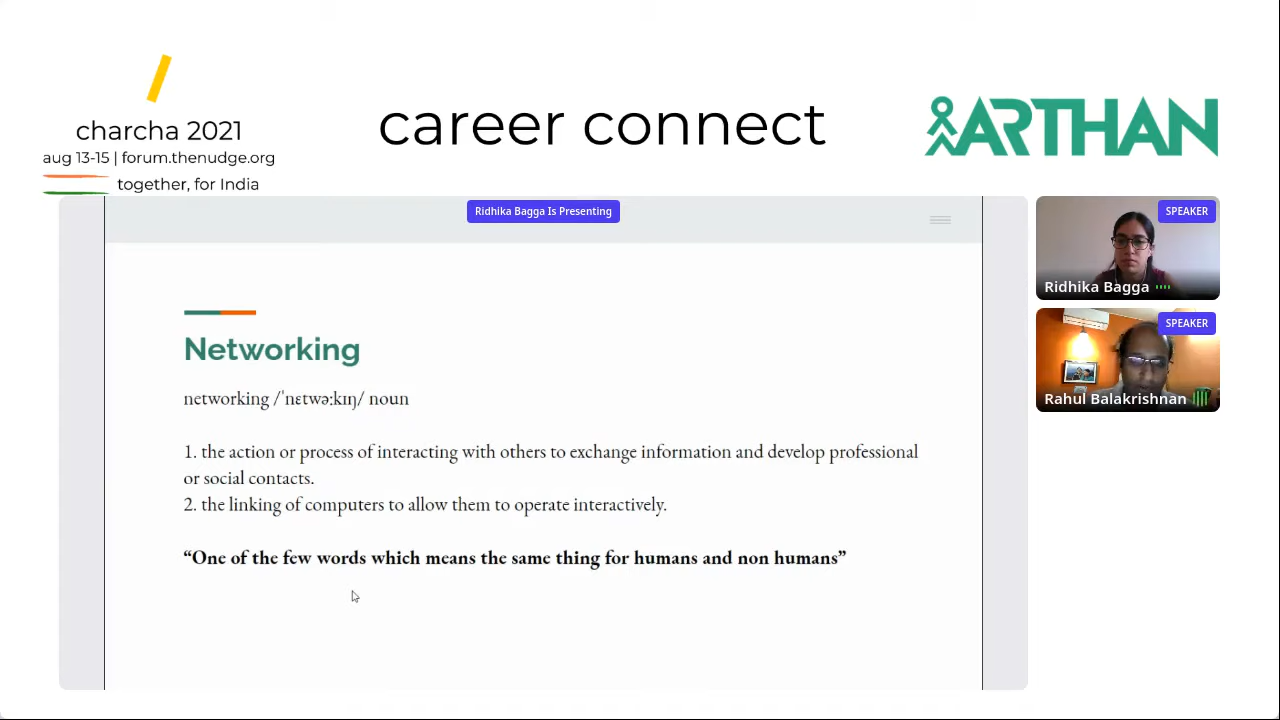 charcha 2021
aug 13-15 | forum.thenudge.org
together, for India
career connect
ARTHAN
Ridhika Bagga Is Presenting
Networking
networking /ˈnɛtwəːkɪŋ/ noun
1. the action or process of interacting with others to exchange information and develop professional
or social contacts.
2. the linking of computers to allow them to operate interactively.
“One of the few words which means the same thing for humans and non humans”
SPEAKER
Ridhika Bagga
SPEAKER
Rahul Balakrishnan